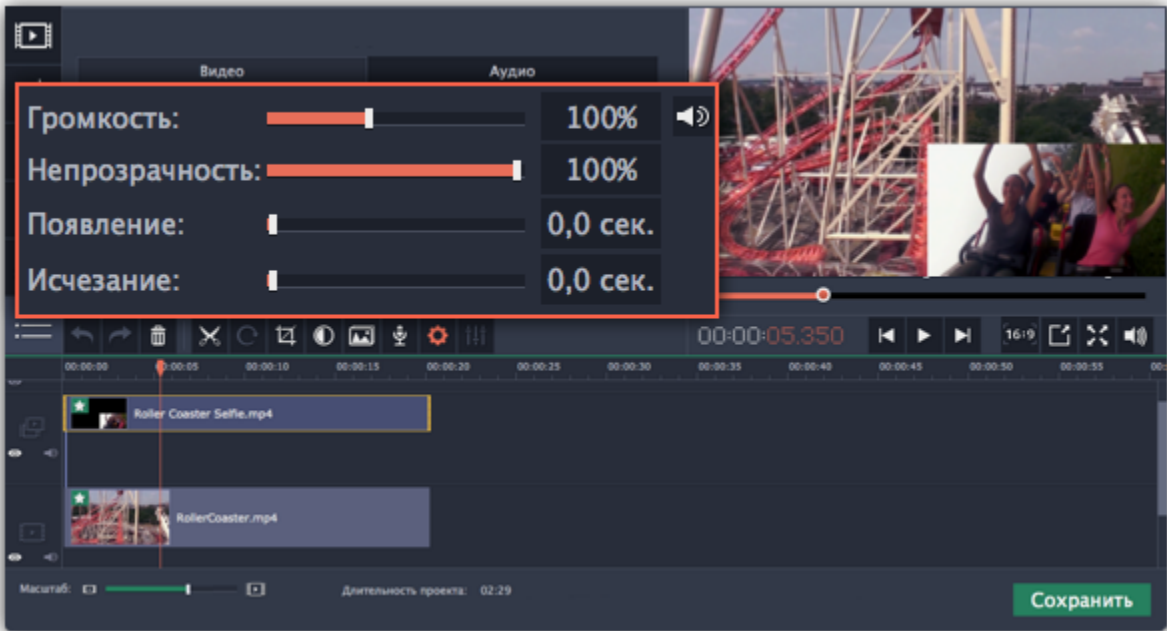 Видео Аудио
Громкость: 100%
Непрозрачность: 100%
Появление: 0,0 сек.
Исчезание: 0,0 сек.
00:00:05.350 16:9
00:00:00 00:00:05 00:00:10 00:00:15 00:00:20 00:00:25 00:00:30 00:00:35 00:00:40 00:00:45 00:00:50 00:00:55 00:
Roller Coaster Selfie.mp4
RollerCoaster.mp4
Масштаб: Длительность проекта: 02:29
Сохранить